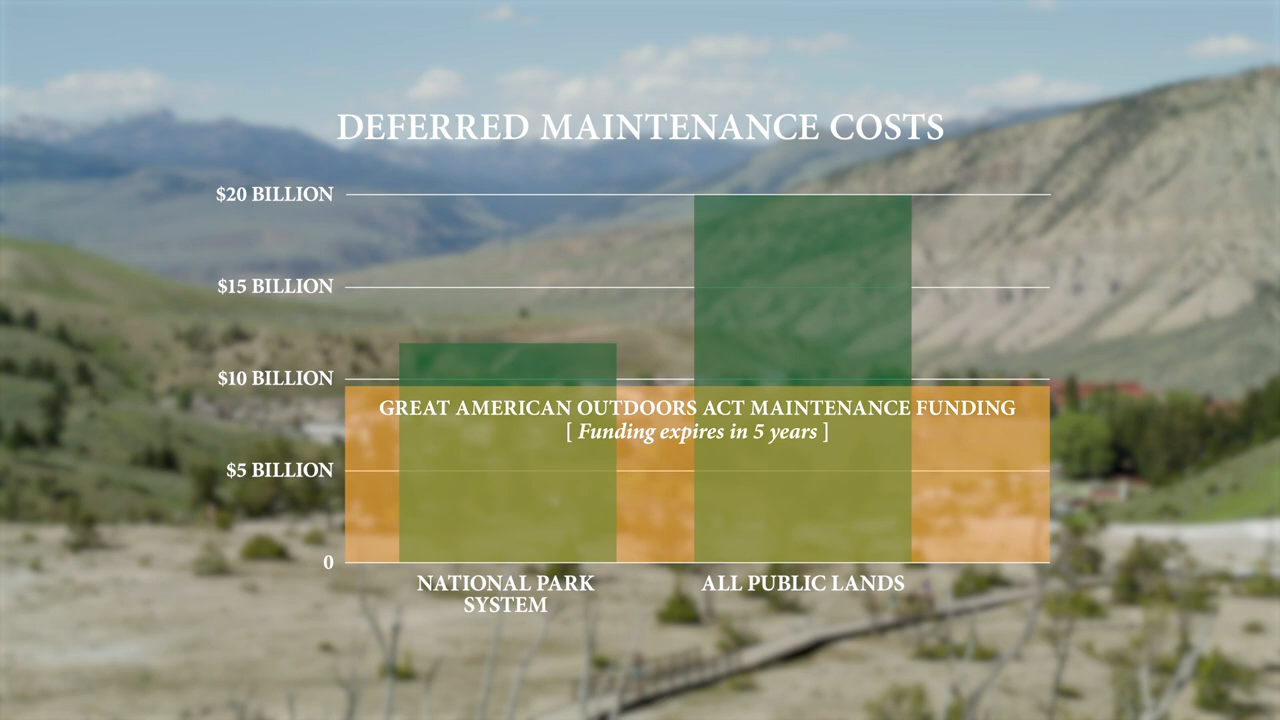 DEFERRED MAINTENANCE COSTS
$20 BILLION
$15 BILLION
$10 BILLION
GREAT AMERICAN OUTDOORS ACT MAINTENANCE FUNDING
[ Funding expires in 5 years ]
$5 BILLION
0
NATIONAL PARK
SYSTEM
ALL PUBLIC LANDS